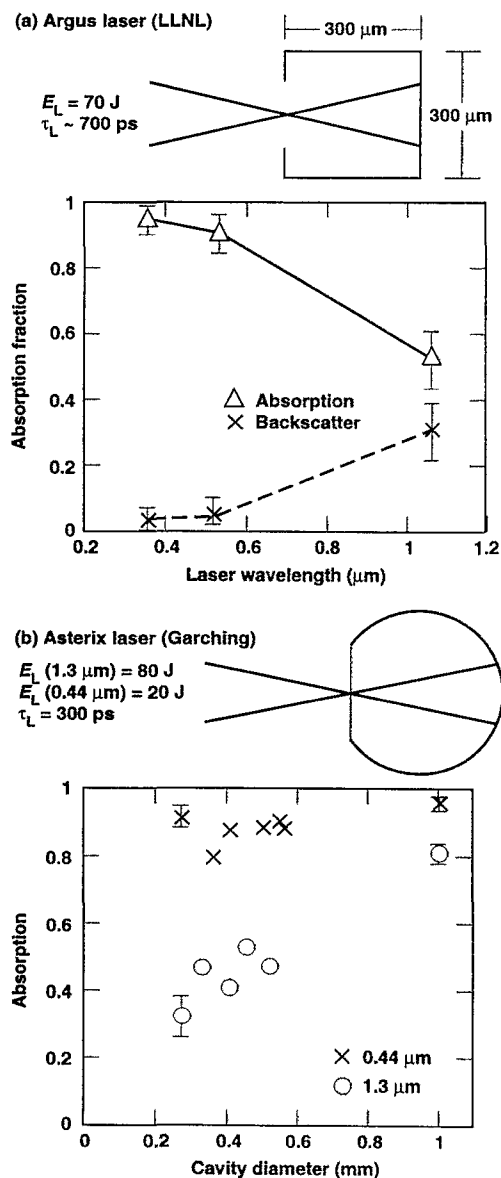 (a) Argus laser (LLNL)
300 μm
E_L = 70 J
τ_L ~ 700 ps
300 μm
1
0.8
0.6
0.4
0.2
0
Absorption fraction
Absorption
Backscatter
0.2 0.4 0.6 0.8 1 1.2
Laser wavelength (μm)
(b) Asterix laser (Garching)
E_L (1.3 μm) = 80 J
E_L (0.44 μm) = 20 J
τ_L = 300 ps
1
0.8
0.6
0.4
0.2
0
Absorption
0.44 μm
1.3 μm
0 0.2 0.4 0.6 0.8 1
Cavity diameter (mm)